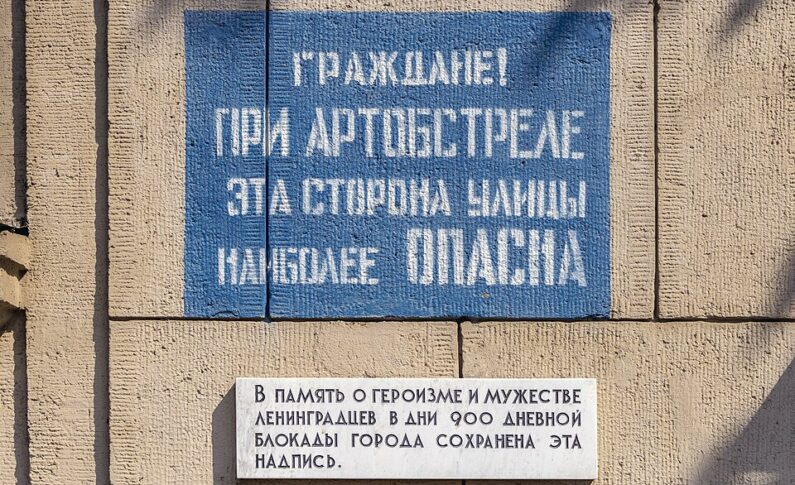 ГРАЖДАНЕ!
ПРИ АРТОБСТРЕЛЕ
ЭТА СТОРОНА УЛИЦЫ
НАИБОЛЕЕ ОПАСНА
В ПАМЯТЬ О ГЕРОИЗМЕ И МУЖЕСТВЕ
ЛЕНИНГРАДЦЕВ В ДНИ 900 ДНЕВНОЙ
БЛОКАДЫ ГОРОДА СОХРАНЕНА ЭТА
НАДПИСЬ.